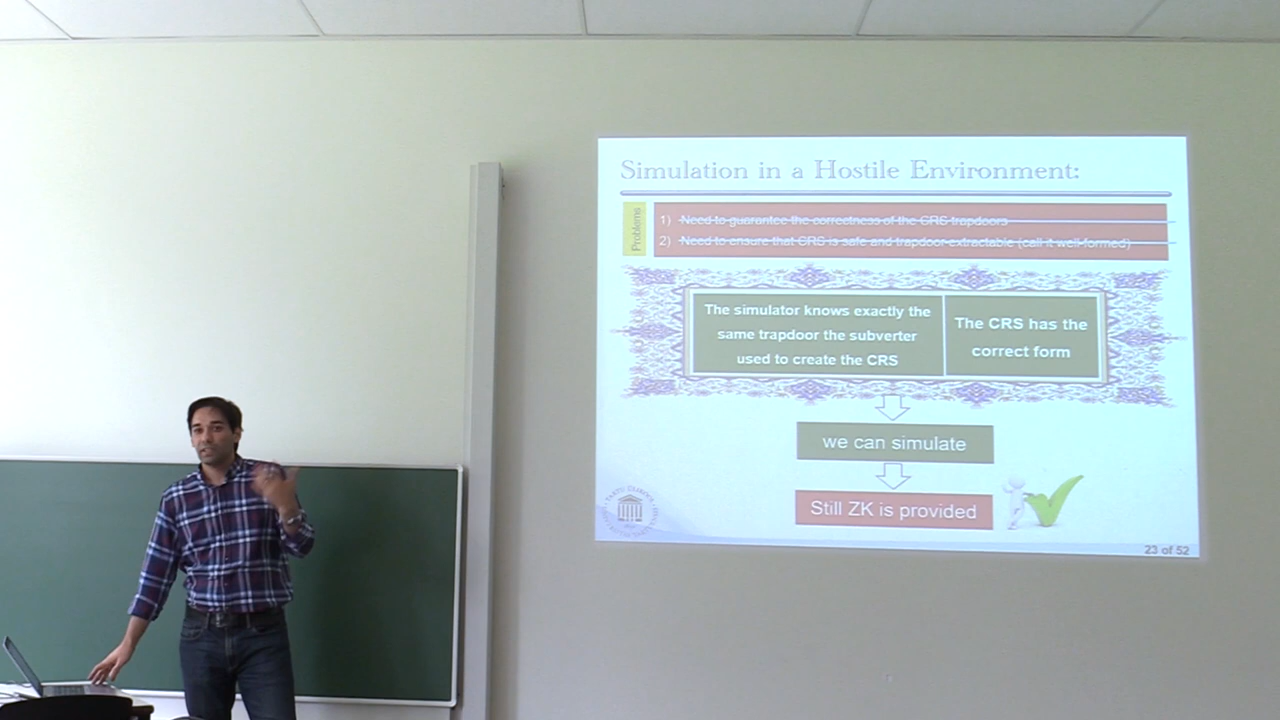 Simulation in a Hostile Environment:
Problems
1) Need to guarantee the correctness of the CRS trapdoors
2) Need to ensure that CRS is safe and trapdoor-extractable (call it well-formed)
The simulator knows exactly the
same trapdoor the subverter
used to create the CRS
The CRS has the
correct form
we can simulate
Still ZK is provided
23 of 52